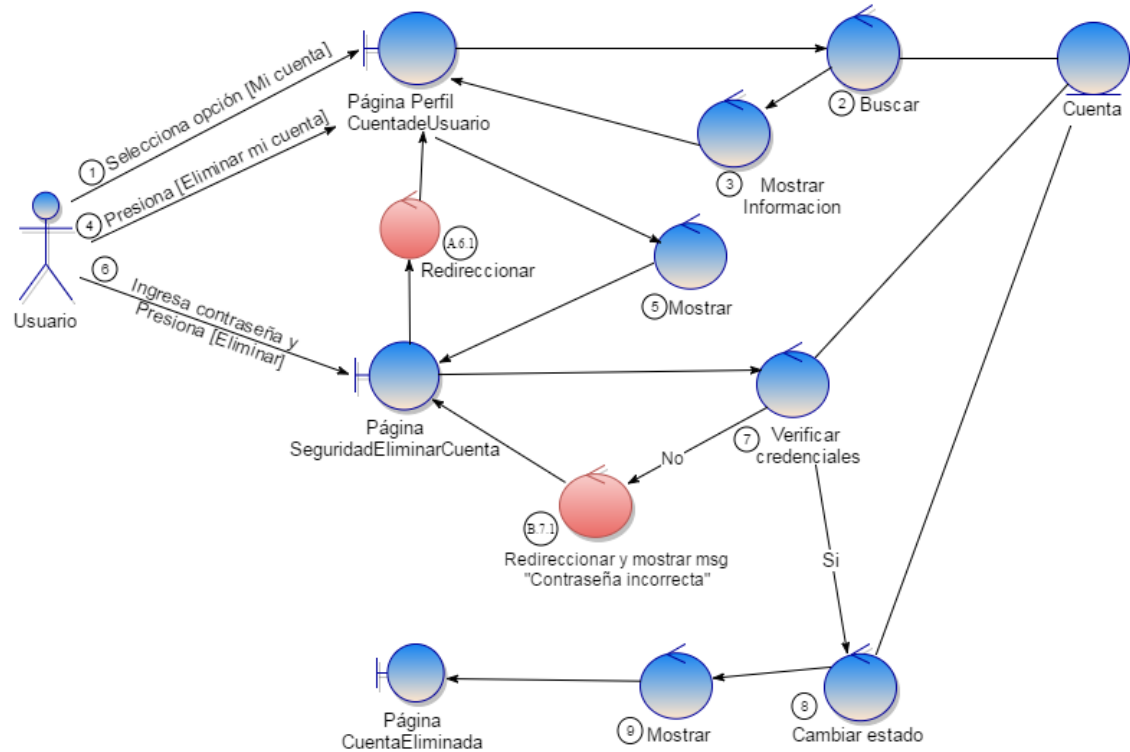 1 Selecciona opción [Mi cuenta]
Página Perfil
CuentadeUsuario
2 Buscar
Cuenta
4 Presiona [Eliminar mi cuenta]
3 Mostrar
Informacion
A.6.1
Redireccionar
6
Ingresa contraseña y
Presiona [Eliminar]
Usuario
5 Mostrar
Página
SeguridadEliminarCuenta
7 Verificar
credenciales
No
B.7.1
Redireccionar y mostrar msg
"Contraseña incorrecta"
Si
Página
CuentaEliminada
9 Mostrar
8
Cambiar estado